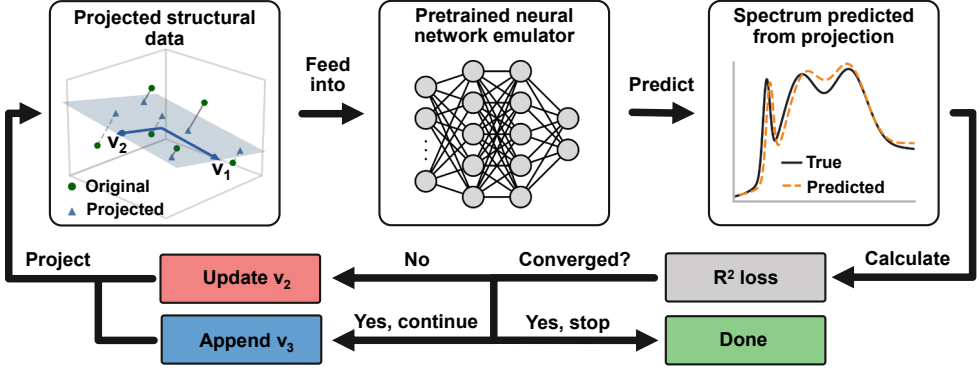 Projected structural
data
v₂
v₁
Original
Projected
Feed
into
Pretrained neural
network emulator
Predict
Spectrum predicted
from projection
True
Predicted
Project
Update v₂
No
Converged?
R² loss
Calculate
Append v₃
Yes, continue
Yes, stop
Done